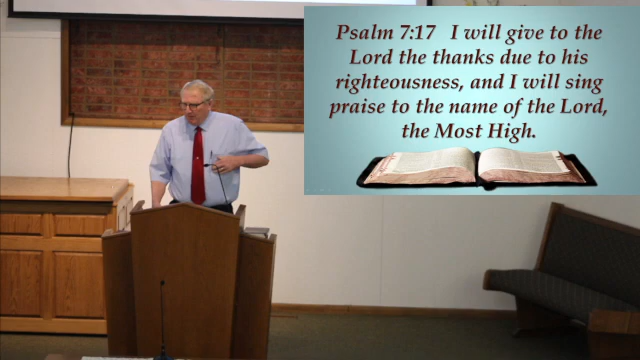 Psalm 7:17 I will give to the
Lord the thanks due to his
righteousness, and I will sing
praise to the name of the Lord,
the Most High.